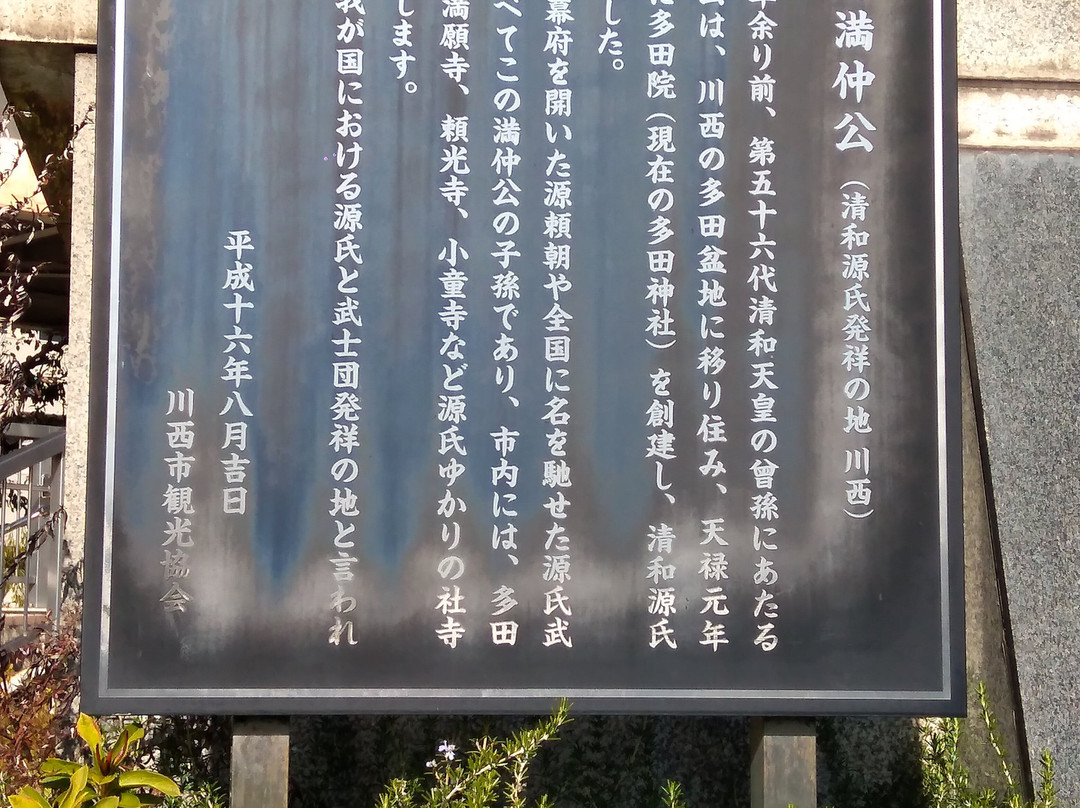 満仲公（清和源氏発祥の地 川西）
年余り前、第五十六代清和天皇の曾孫にあたる
は、川西の多田盆地に移り住み、天禄元年
た多田院（現在の多田神社）を創建し、清和源氏
した。
幕府を開いた源頼朝や全国に名を馳せた源氏武
べてこの満仲公の子孫であり、市内には、多田
満願寺、頼光寺、小童寺など源氏ゆかりの社寺
します。
我が国における源氏と武士団発祥の地と言われ
平成十六年八月吉日
川西市観光協会